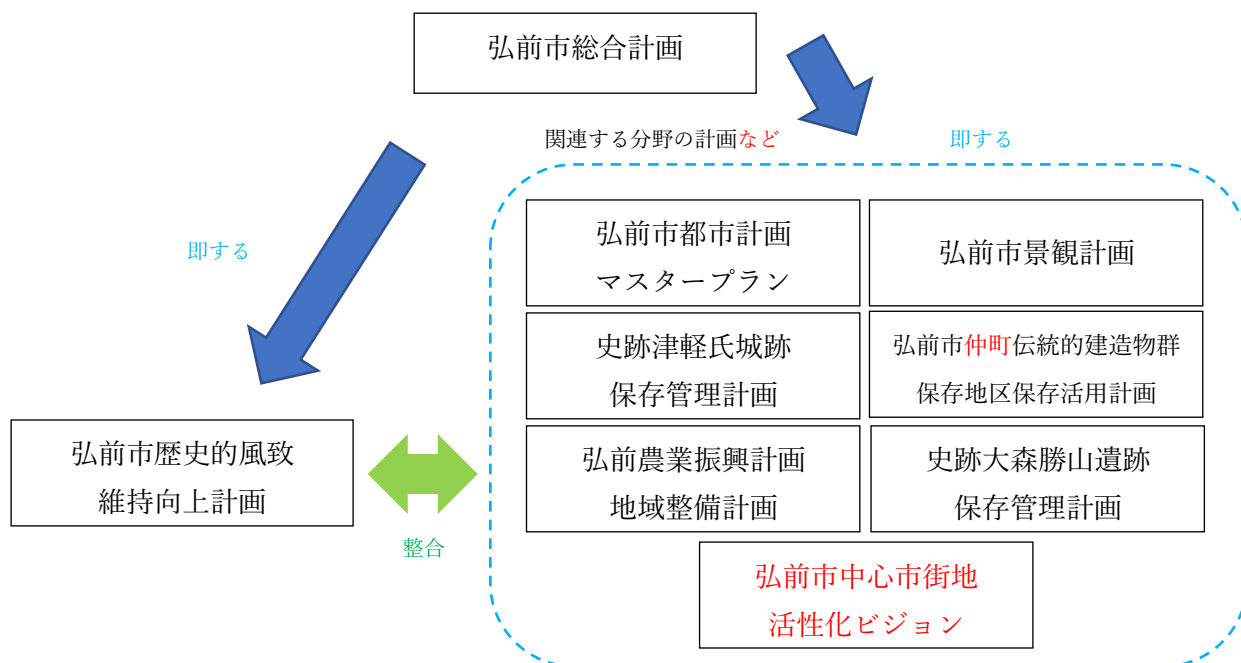 弘前市総合計画
関連する分野の計画など
即する
即する
弘前市都市計画
マスタープラン
弘前市景観計画
史跡津軽氏城跡
保存管理計画
弘前市仲町伝統的建造物群
保存地区保存活用計画
弘前市歴史的風致
維持向上計画
整合
弘前農業振興計画
地域整備計画
史跡大森勝山遺跡
保存管理計画
弘前市中心市街地
活性化ビジョン